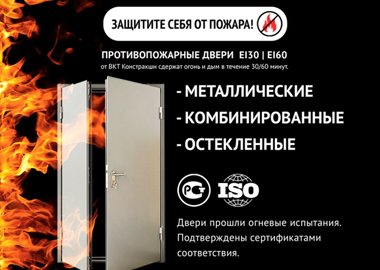 ЗАЩИТИТЕ СЕБЯ ОТ ПОЖАРА!
ПРОТИВОПОЖАРНЫЕ ДВЕРИ EI30 | EI60
от ВКТ Констракшн сдержат огонь и дым в течение 30/60 минут.
- МЕТАЛЛИЧЕСКИЕ
- КОМБИНИРОВАННЫЕ
- ОСТЕКЛЕННЫЕ
РСТ ISO
Двери прошли огневые испытания.
Подтверждены сертификатами
соответствия.